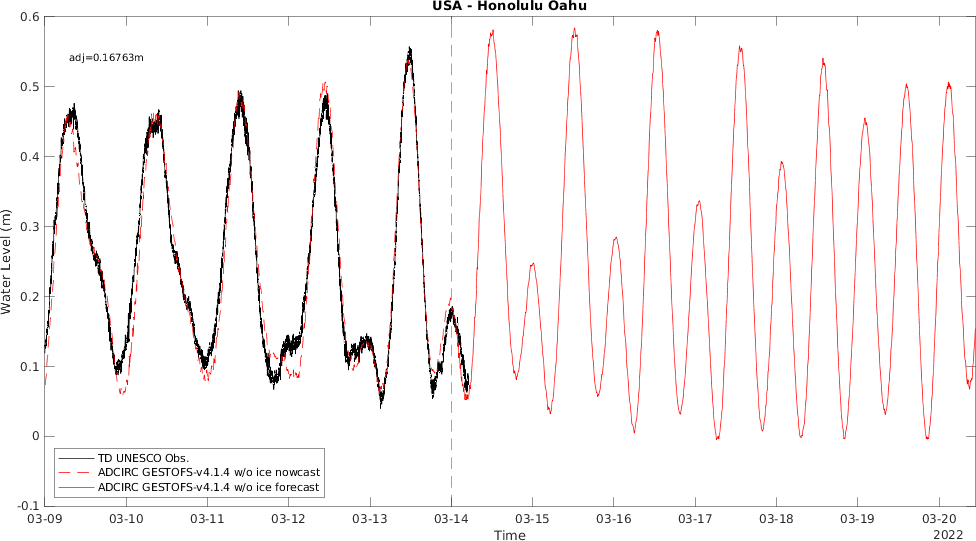 USA - Honolulu Oahu
adj=0.16763m
0.6
0.5
0.4
0.3
0.2
0.1
0
-0.1
Water Level (m)
TD UNESCO Obs.
ADCIRC GESTOFS-v4.1.4 w/o ice nowcast
ADCIRC GESTOFS-v4.1.4 w/o ice forecast
03-09 03-10 03-11 03-12 03-13 03-14 03-15 03-16 03-17 03-18 03-19 03-20
Time
2022